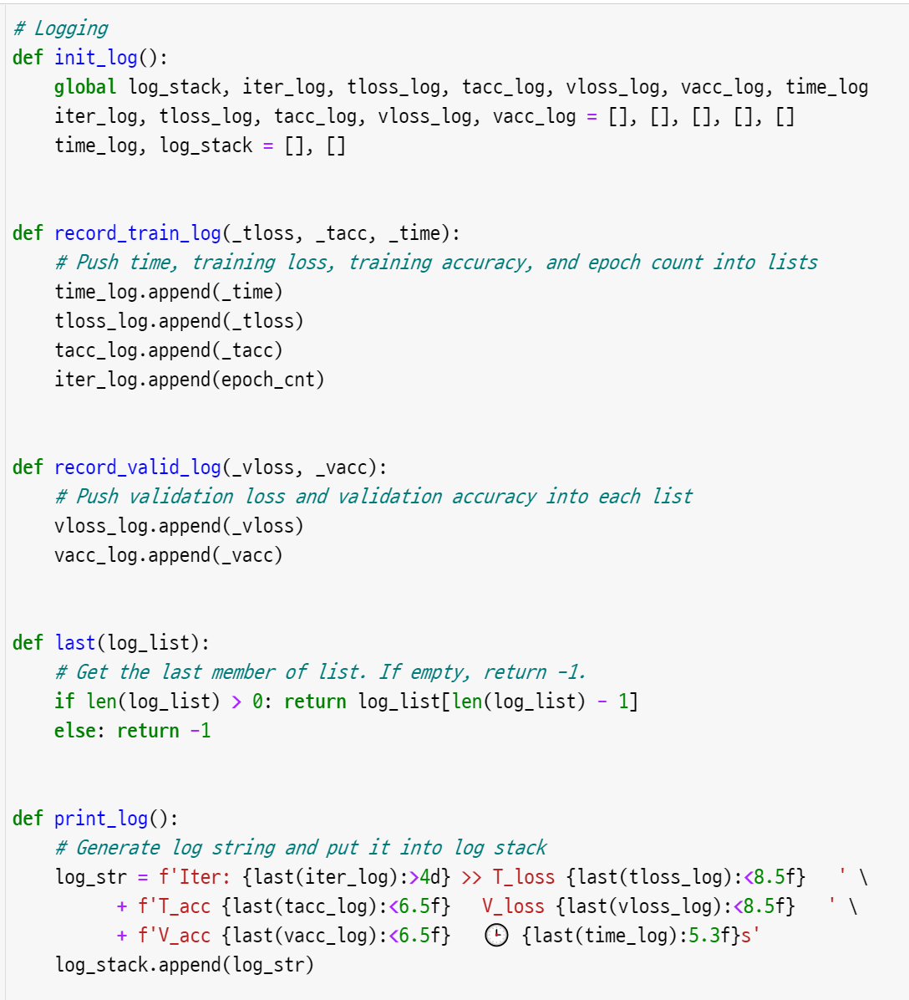 # Logging
def init_log():
    global log_stack, iter_log, tloss_log, tacc_log, vloss_log, vacc_log, time_log
    iter_log, tloss_log, tacc_log, vloss_log, vacc_log = [], [], [], [], []
    time_log, log_stack = [], []
def record_train_log(_tloss, _tacc, _time):
    # Push time, training loss, training accuracy, and epoch count into lists
    time_log.append(_time)
    tloss_log.append(_tloss)
    tacc_log.append(_tacc)
    iter_log.append(epoch_cnt)
def record_valid_log(_vloss, _vacc):
    # Push validation loss and validation accuracy into each list
    vloss_log.append(_vloss)
    vacc_log.append(_vacc)
def last(log_list):
    # Get the last member of list. If empty, return -1.
    if len(log_list) > 0: return log_list[len(log_list) - 1]
    else: return -1
def print_log():
    # Generate log string and put it into log stack
    log_str = f'Iter: {last(iter_log):>4d} >> T_loss {last(tloss_log):<8.5f}   ' \
          + f'T_acc {last(tacc_log):<6.5f}   V_loss {last(vloss_log):<8.5f}   ' \
          + f'V_acc {last(vacc_log):<6.5f}   🕒 {last(time_log):5.3f}s'
    log_stack.append(log_str)